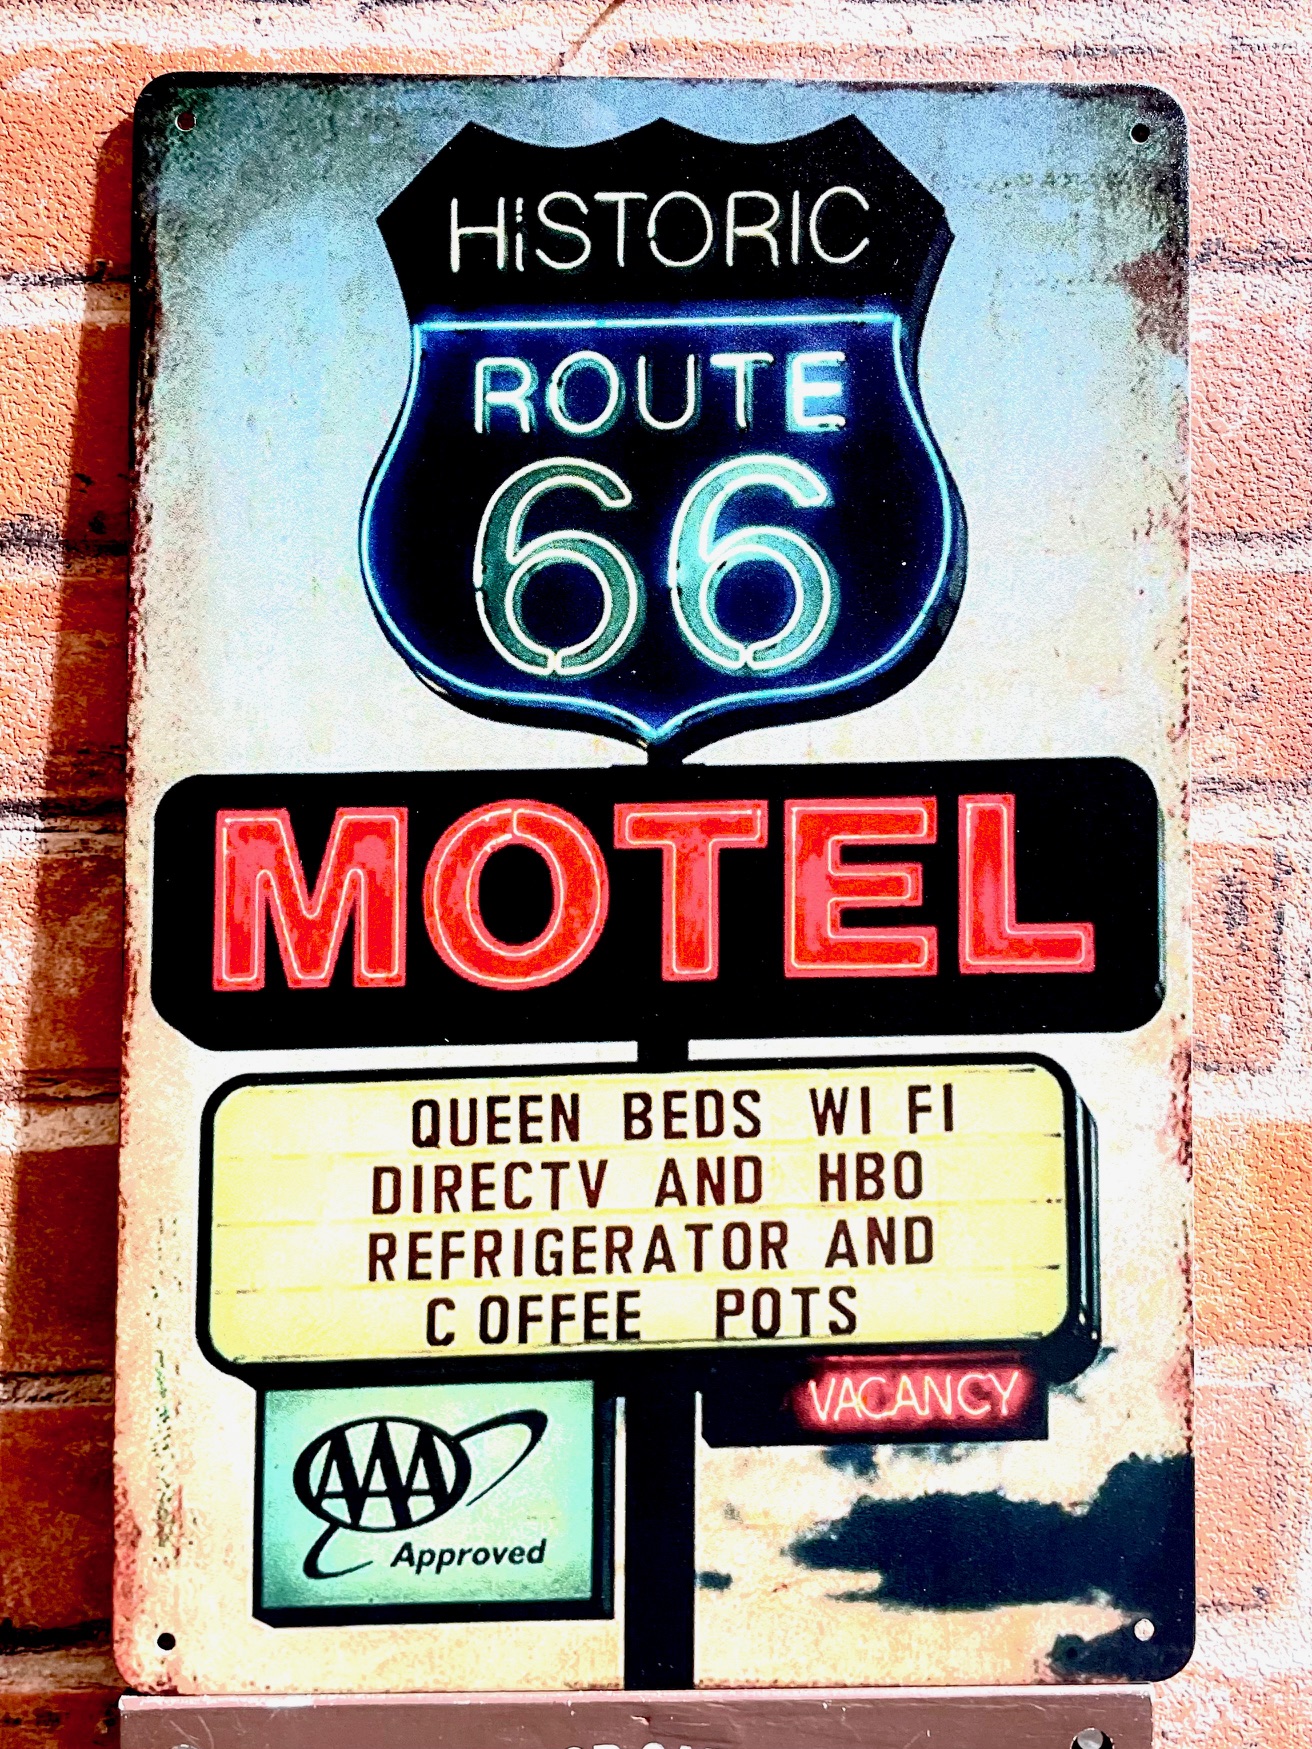 HiSTORIC
ROUTE
66
MOTEL
QUEEN BEDS WI FI
DIRECTV AND HBO
REFRIGERATOR AND
C OFFEE POTS
VACANCY
AAA
Approved